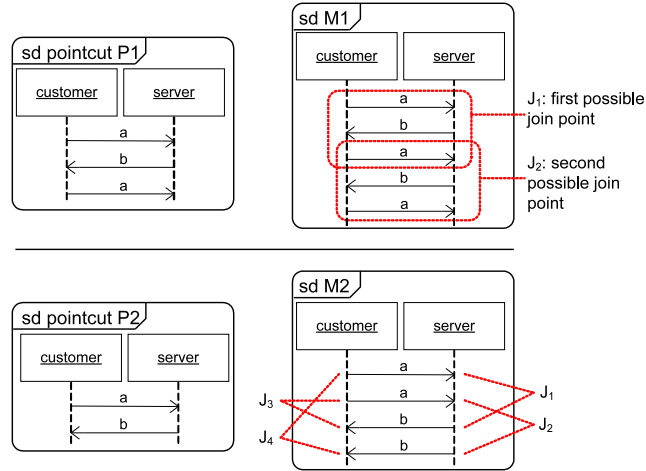 sd pointcut P1
customer
server
a
b
a
sd M1
customer
server
a
b
a
b
a
J1: first possible
join point
J2: second
possible join
point
sd pointcut P2
customer
server
a
b
sd M2
customer
server
a
a
b
b
J3
J4
J1
J2